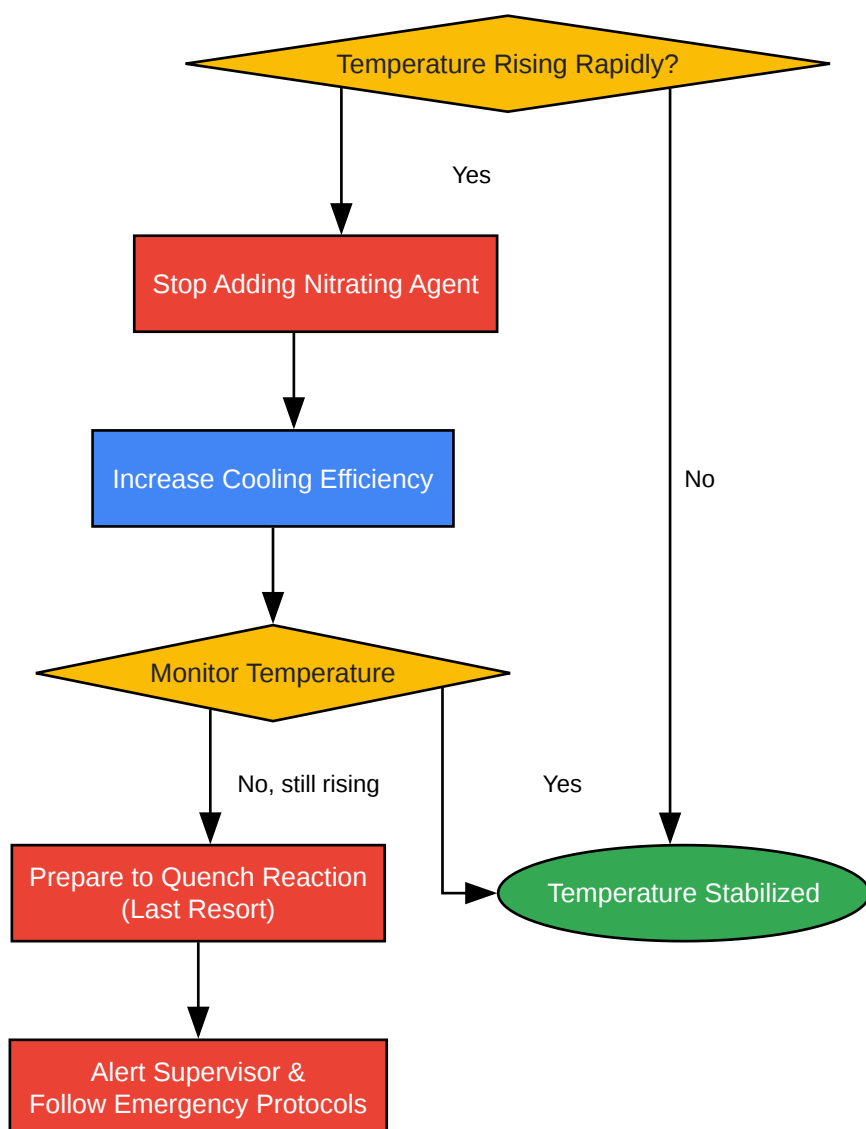 Temperature Rising Rapidly?
Yes
Stop Adding Nitrating Agent
Increase Cooling Efficiency
No
Monitor Temperature
No, still rising
Yes
Prepare to Quench Reaction
(Last Resort)
Temperature Stabilized
Alert Supervisor &
Follow Emergency Protocols